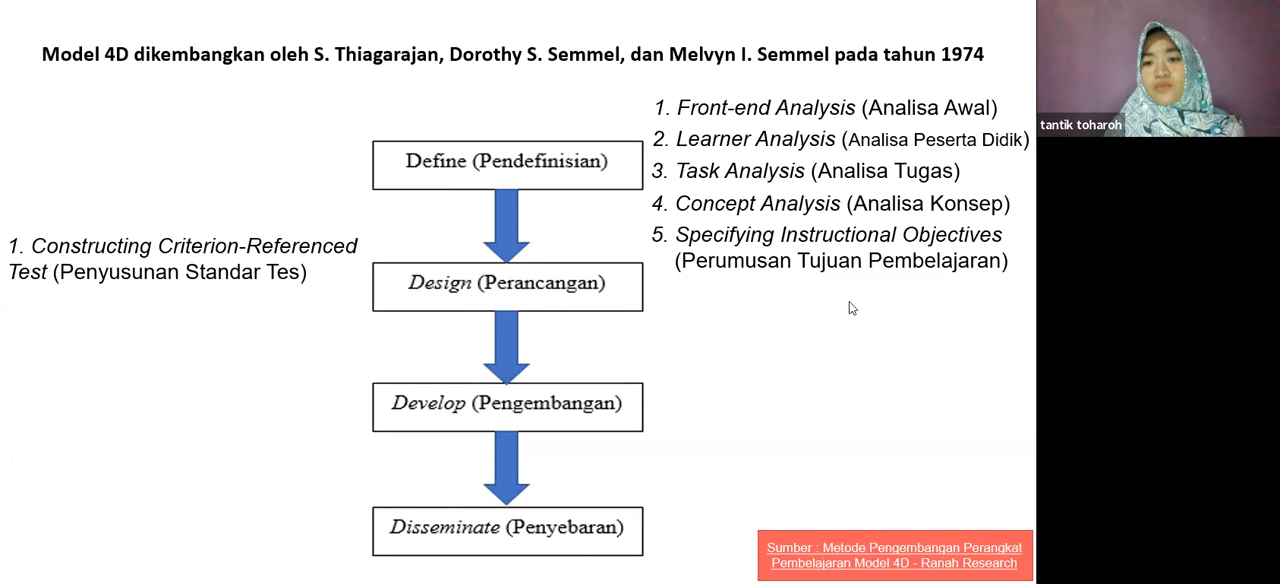 Model 4D dikembangkan oleh S. Thiagarajan, Dorothy S. Semmel, dan Melvyn I. Semmel pada tahun 1974
1. Front-end Analysis (Analisa Awal)
2. Learner Analysis (Analisa Peserta Didik)
3. Task Analysis (Analisa Tugas)
4. Concept Analysis (Analisa Konsep)
5. Specifying Instructional Objectives
(Perumusan Tujuan Pembelajaran)
Define (Pendefinisian)
1. Constructing Criterion-Referenced
Test (Penyusunan Standar Tes)
Design (Perancangan)
Develop (Pengembangan)
Disseminate (Penyebaran)
Sumber : Metode Pengembangan Perangkat
Pembelajaran Model 4D - Ranah Research
tantik toharoh